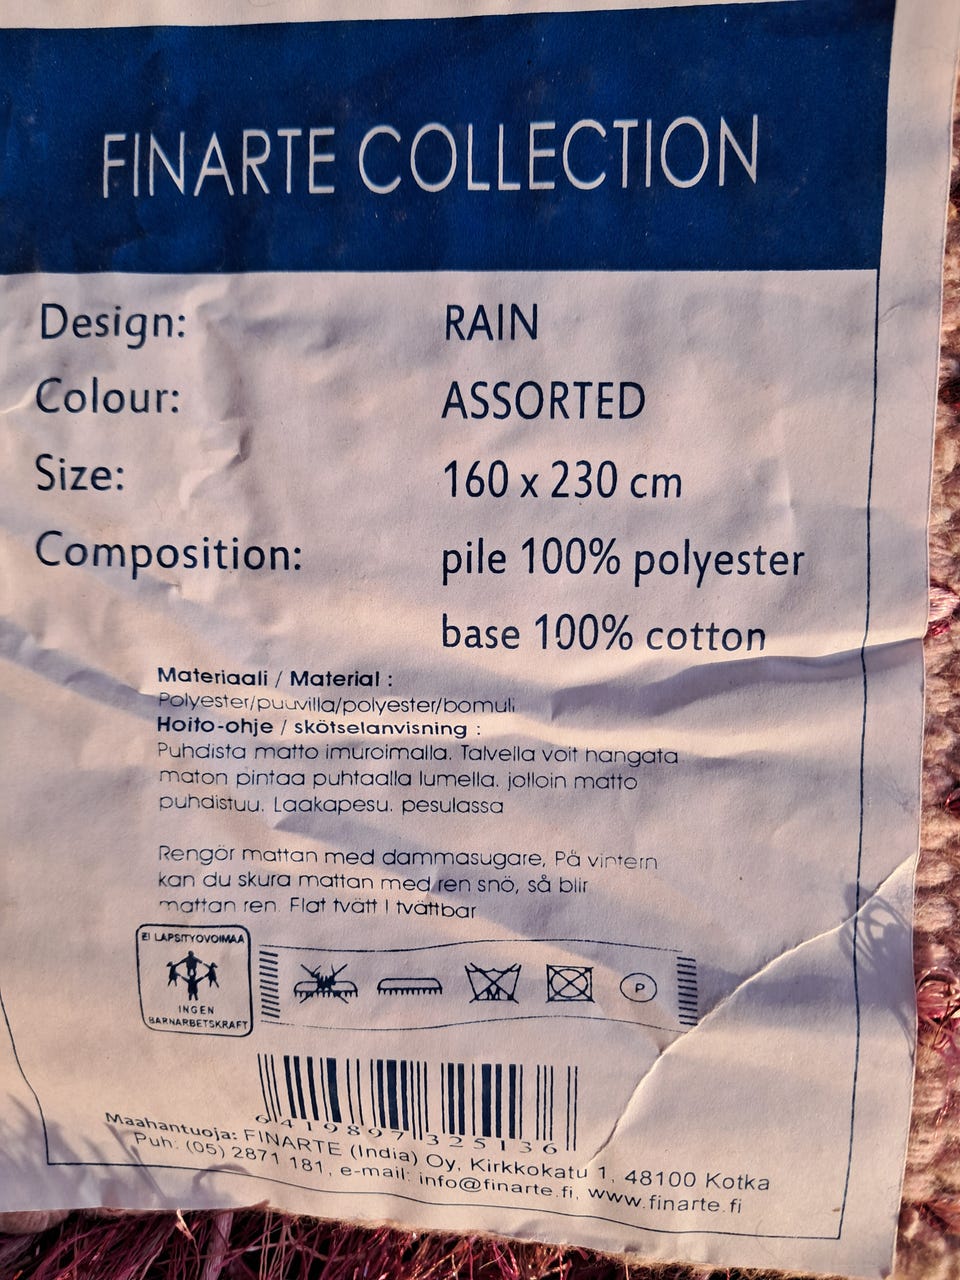 FINARTE COLLECTION
Design: RAIN
Colour: ASSORTED
Size: 160 x 230 cm
Composition: pile 100% polyester
base 100% cotton
Materiaali / Material :
Polyester/puuvilla/polyester/bomuli
Hoito-ohje / skötselanvisning :
Puhdista matto imuroimalla. Talvella voit hangata
maton pintaa puhtaalla lumella. jolloin matto
puhdistuu. Laakapesu. pesulassa
Rengör mattan med dammasugare, På vintern
kan du skura mattan med ren snö, så blir
mattan ren. Flat tvätt I tvättbar
EI LAPSITYOVOIMAA
INGEN
BARNARBETSKRAFT
P
6 419897 325136
Maahantuoja: FINARTE (India) Oy, Kirkkokatu 1, 48100 Kotka
Puh: (05) 2871 181, e-mail: info@finarte.fi, www.finarte.fi